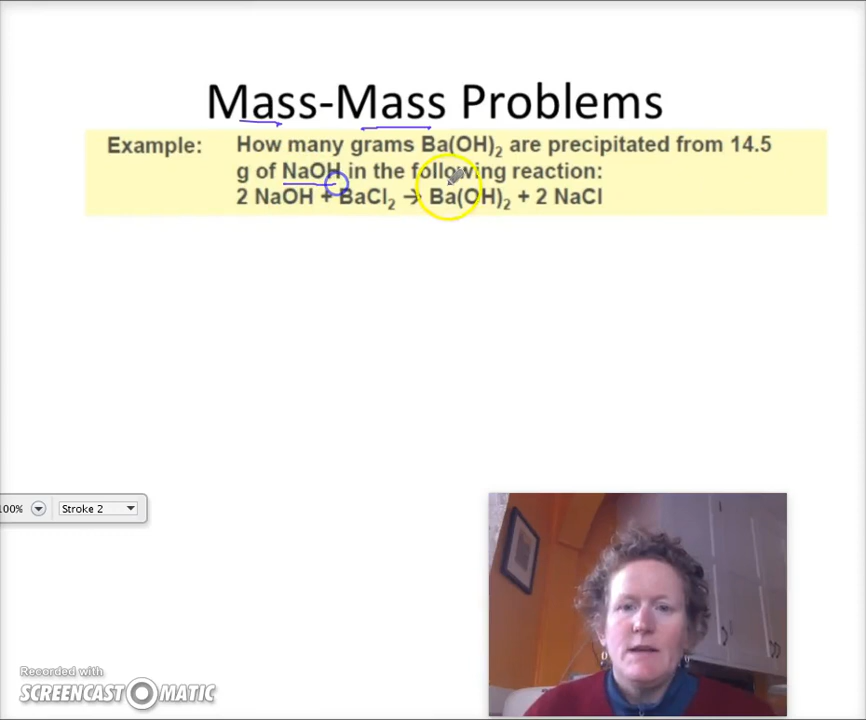 Mass-Mass Problems
Example: How many grams Ba(OH)₂ are precipitated from 14.5
g of NaOH in the following reaction:
2 NaOH + BaCl₂ → Ba(OH)₂ + 2 NaCl
100% Stroke 2
Recorded with
SCREENCAST O MATIC